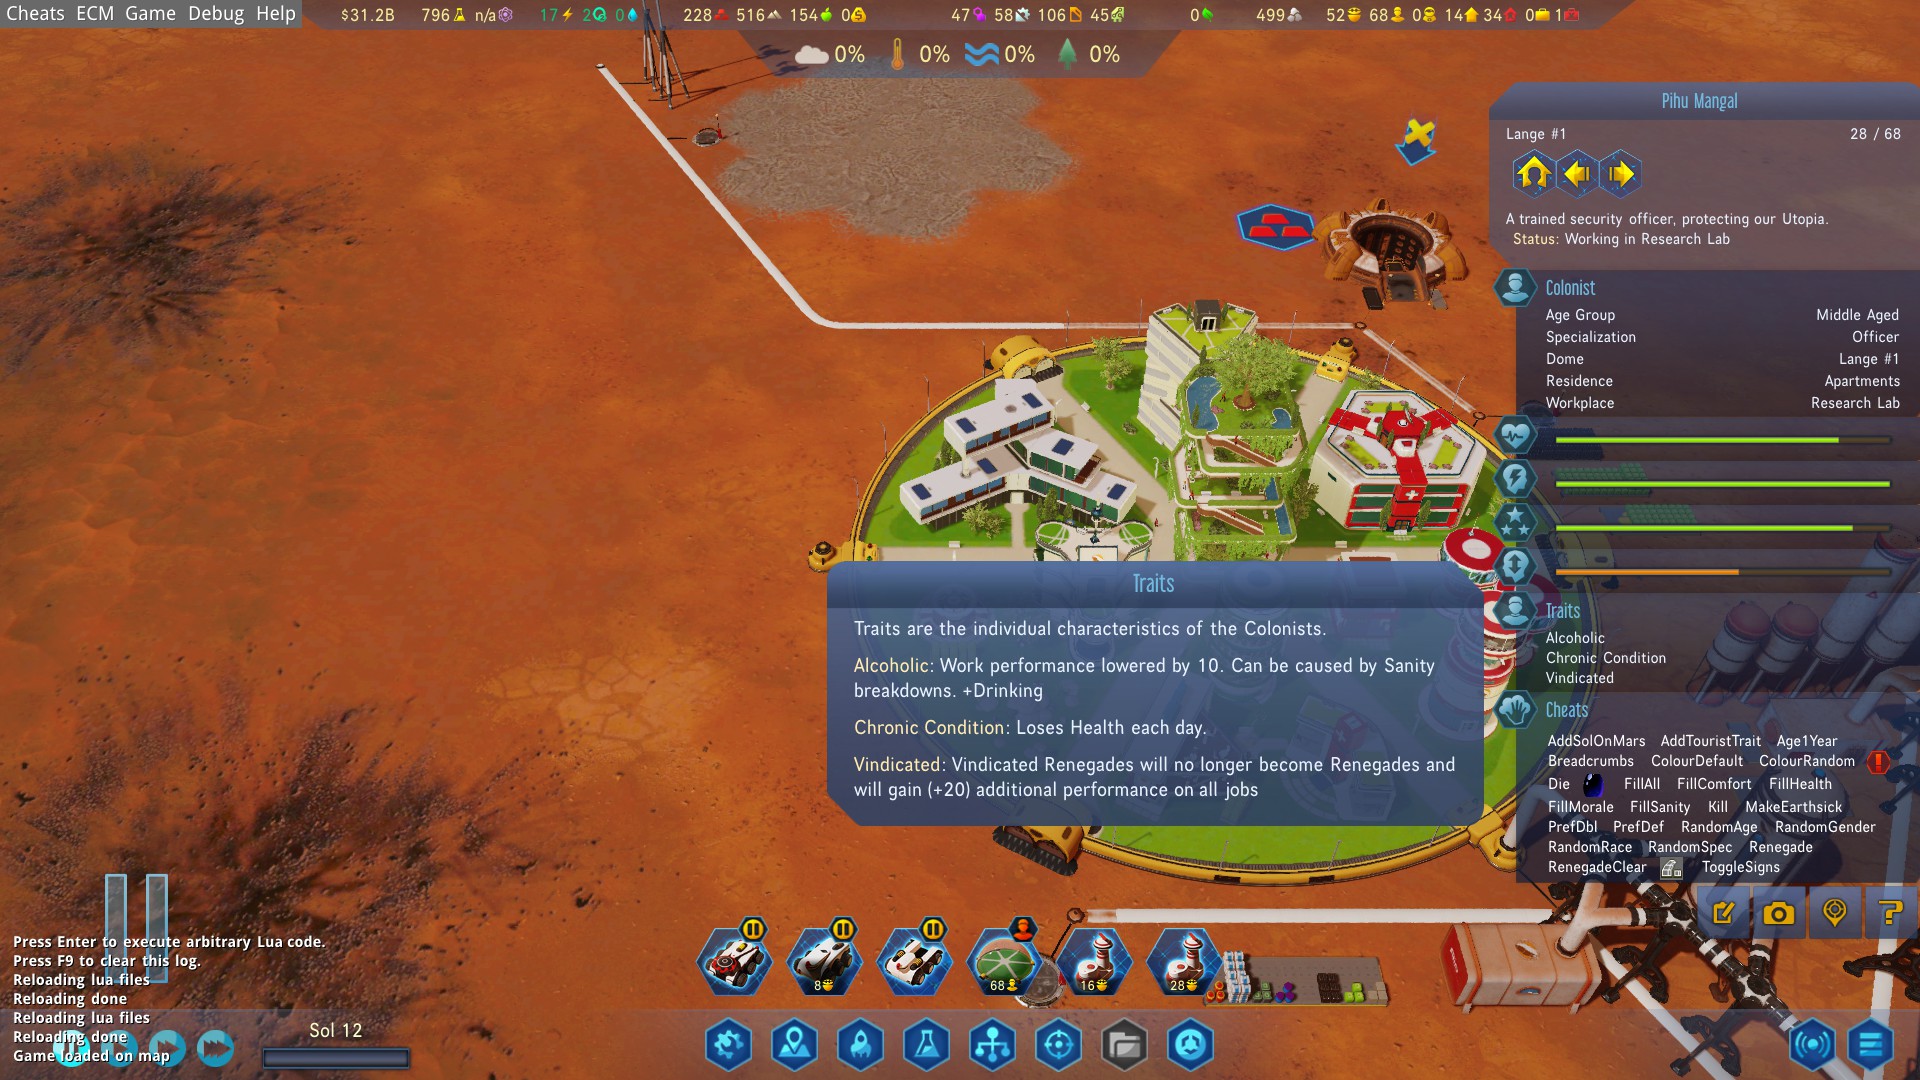 Cheats ECM Game Debug Help
$31.2B 796 n/a 17 2 0 228 516 154 0 47 58 106 45 0 499 52 68 0 14 34 0 1
0% 0% 0% 0%
Pihu Mangal
Lange #1 28 / 68
A trained security officer, protecting our Utopia.
Status: Working in Research Lab
Colonist
Age Group Middle Aged
Specialization Officer
Dome Lange #1
Residence Apartments
Workplace Research Lab
Traits
Alcoholic
Chronic Condition
Vindicated
Cheats
AddSolOnMars AddTouristTrait Age1Year
Breadcrumbs ColourDefault ColourRandom
Die FillAll FillComfort FillHealth
FillMorale FillSanity Kill MakeEarthsick
PrefDbl PrefDef RandomAge RandomGender
RandomRace RandomSpec Renegade
RenegadeClear ToggleSigns
Traits
Traits are the individual characteristics of the Colonists.
Alcoholic: Work performance lowered by 10. Can be caused by Sanity
breakdowns. +Drinking
Chronic Condition: Loses Health each day.
Vindicated: Vindicated Renegades will no longer become Renegades and
will gain (+20) additional performance on all jobs
Press Enter to execute arbitrary Lua code.
Press F9 to clear this log.
Reloading lua files
Reloading done
Reloading lua files
Reloading done
Game loaded on map
Sol 12
8 68 16 28